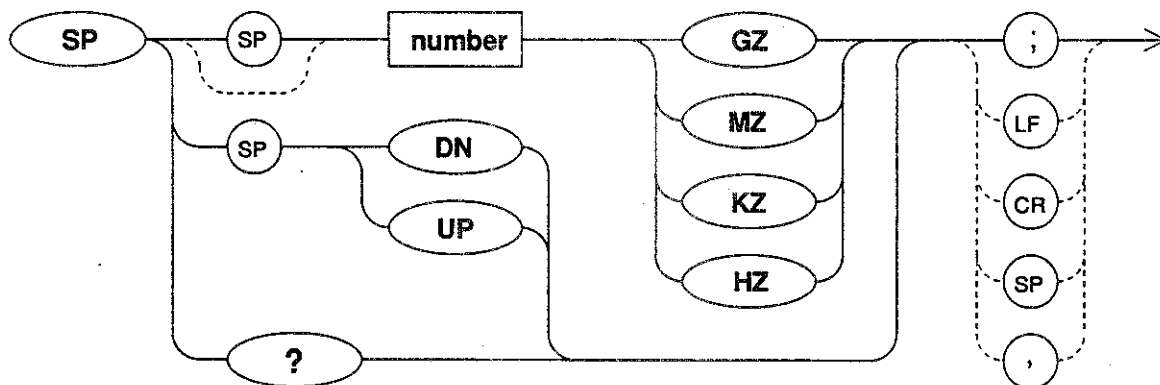 SP SP number GZ ;
MZ LF
SP DN
KZ CR
UP
HZ SP
? ,